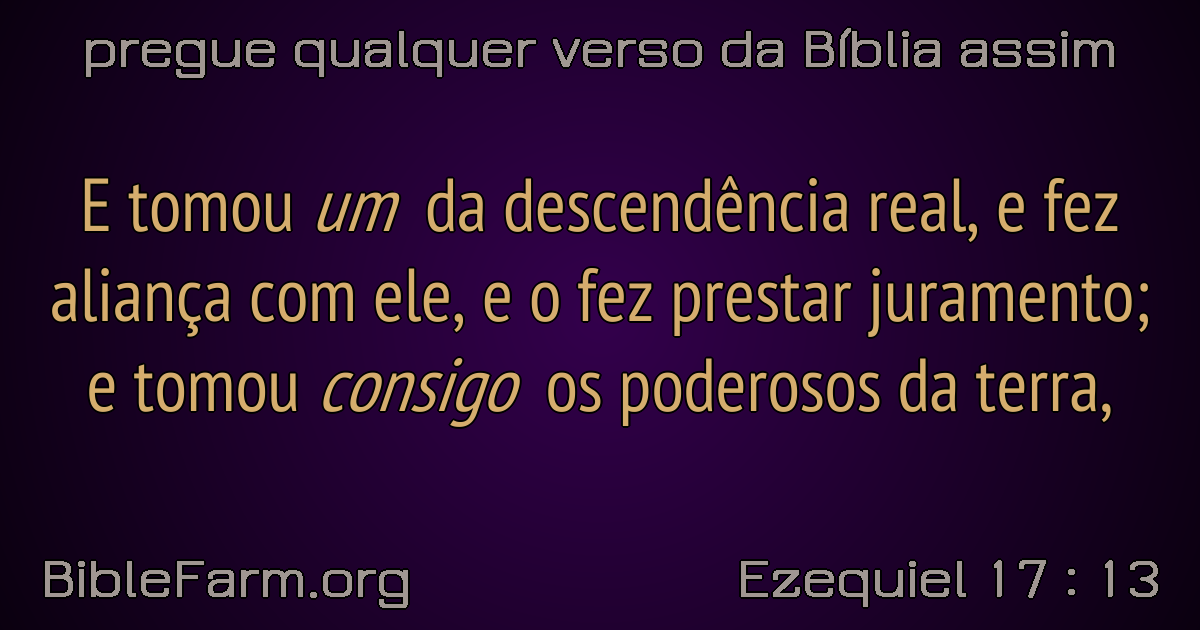 pregue qualquer verso da Bíblia assim
E tomou um da descendência real, e fez
aliança com ele, e o fez prestar juramento;
e tomou consigo os poderosos da terra,
BibleFarm.org
Ezequiel 17 : 13